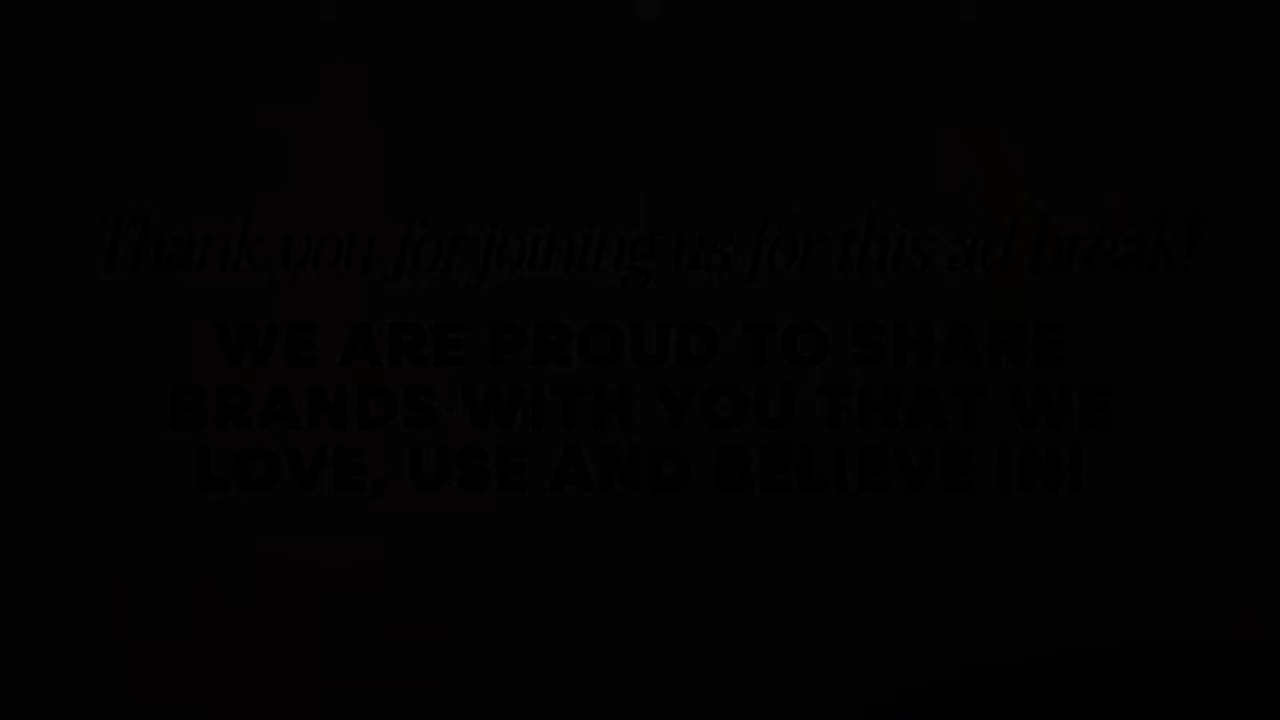 Thank you for joining us for this ad break!
WE ARE PROUD TO SHARE
BRANDS WITH YOU THAT WE
LOVE, USE AND BELIEVE IN!